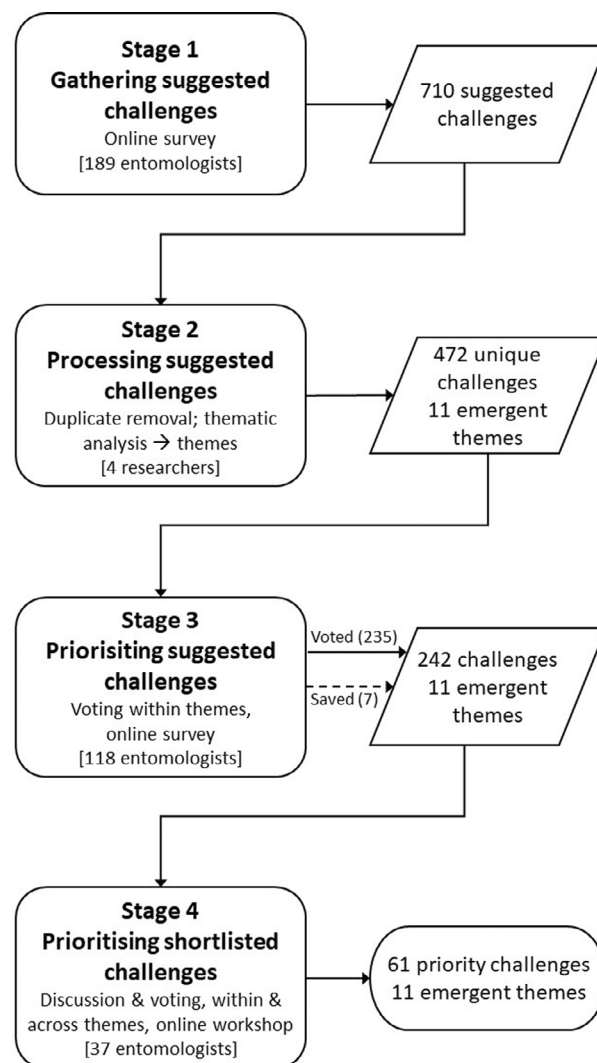 Stage 1
Gathering suggested
challenges
Online survey
[189 entomologists]
710 suggested
challenges
Stage 2
Processing suggested
challenges
Duplicate removal; thematic
analysis → themes
[4 researchers]
472 unique
challenges
11 emergent
themes
Stage 3
Priorisiting suggested
challenges
Voting within themes,
online survey
[118 entomologists]
Voted (235)
Saved (7)
242 challenges
11 emergent
themes
Stage 4
Prioritising shortlisted
challenges
Discussion & voting, within &
across themes, online workshop
[37 entomologists]
61 priority challenges
11 emergent themes